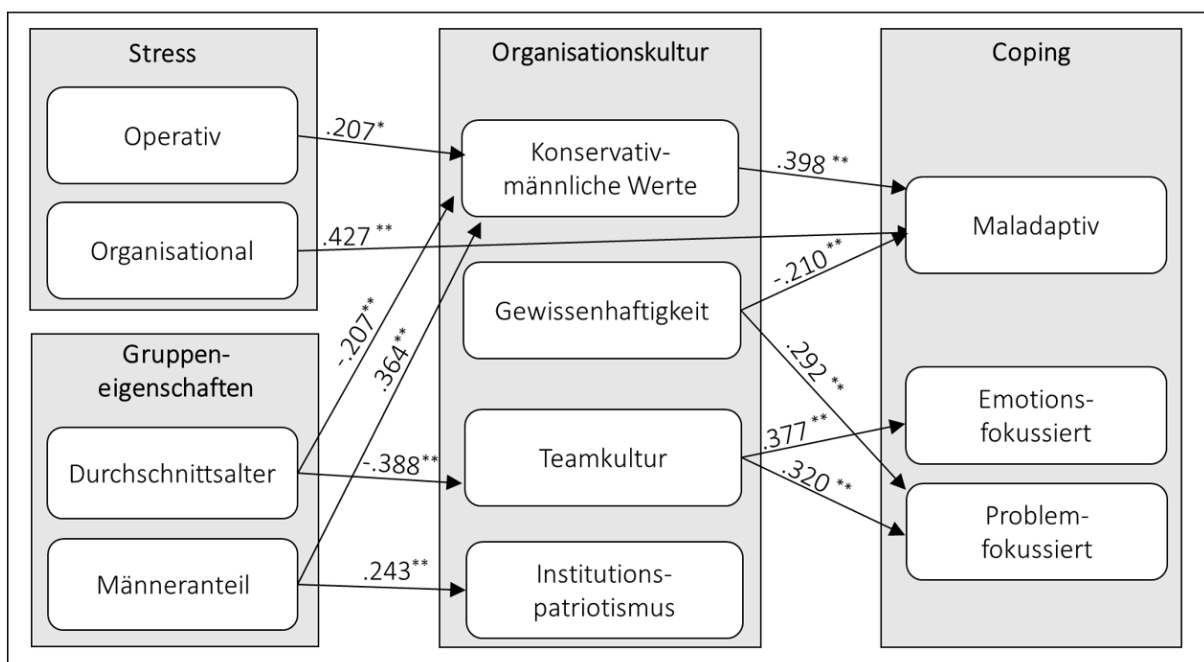 Stress
Operativ
Organisational
Gruppen-
eigenschaften
Durchschnittsalter
Männeranteil
.207*
.427**
-.207**
.364**
-.388**
.243**
Organisationskultur
Konservativ-
männliche Werte
Gewissenhaftigkeit
Teamkultur
Institutions-
patriotismus
.398**
-.210**
.292**
.377**
.320**
Coping
Maladaptiv
Emotions-
fokussiert
Problem-
fokussiert